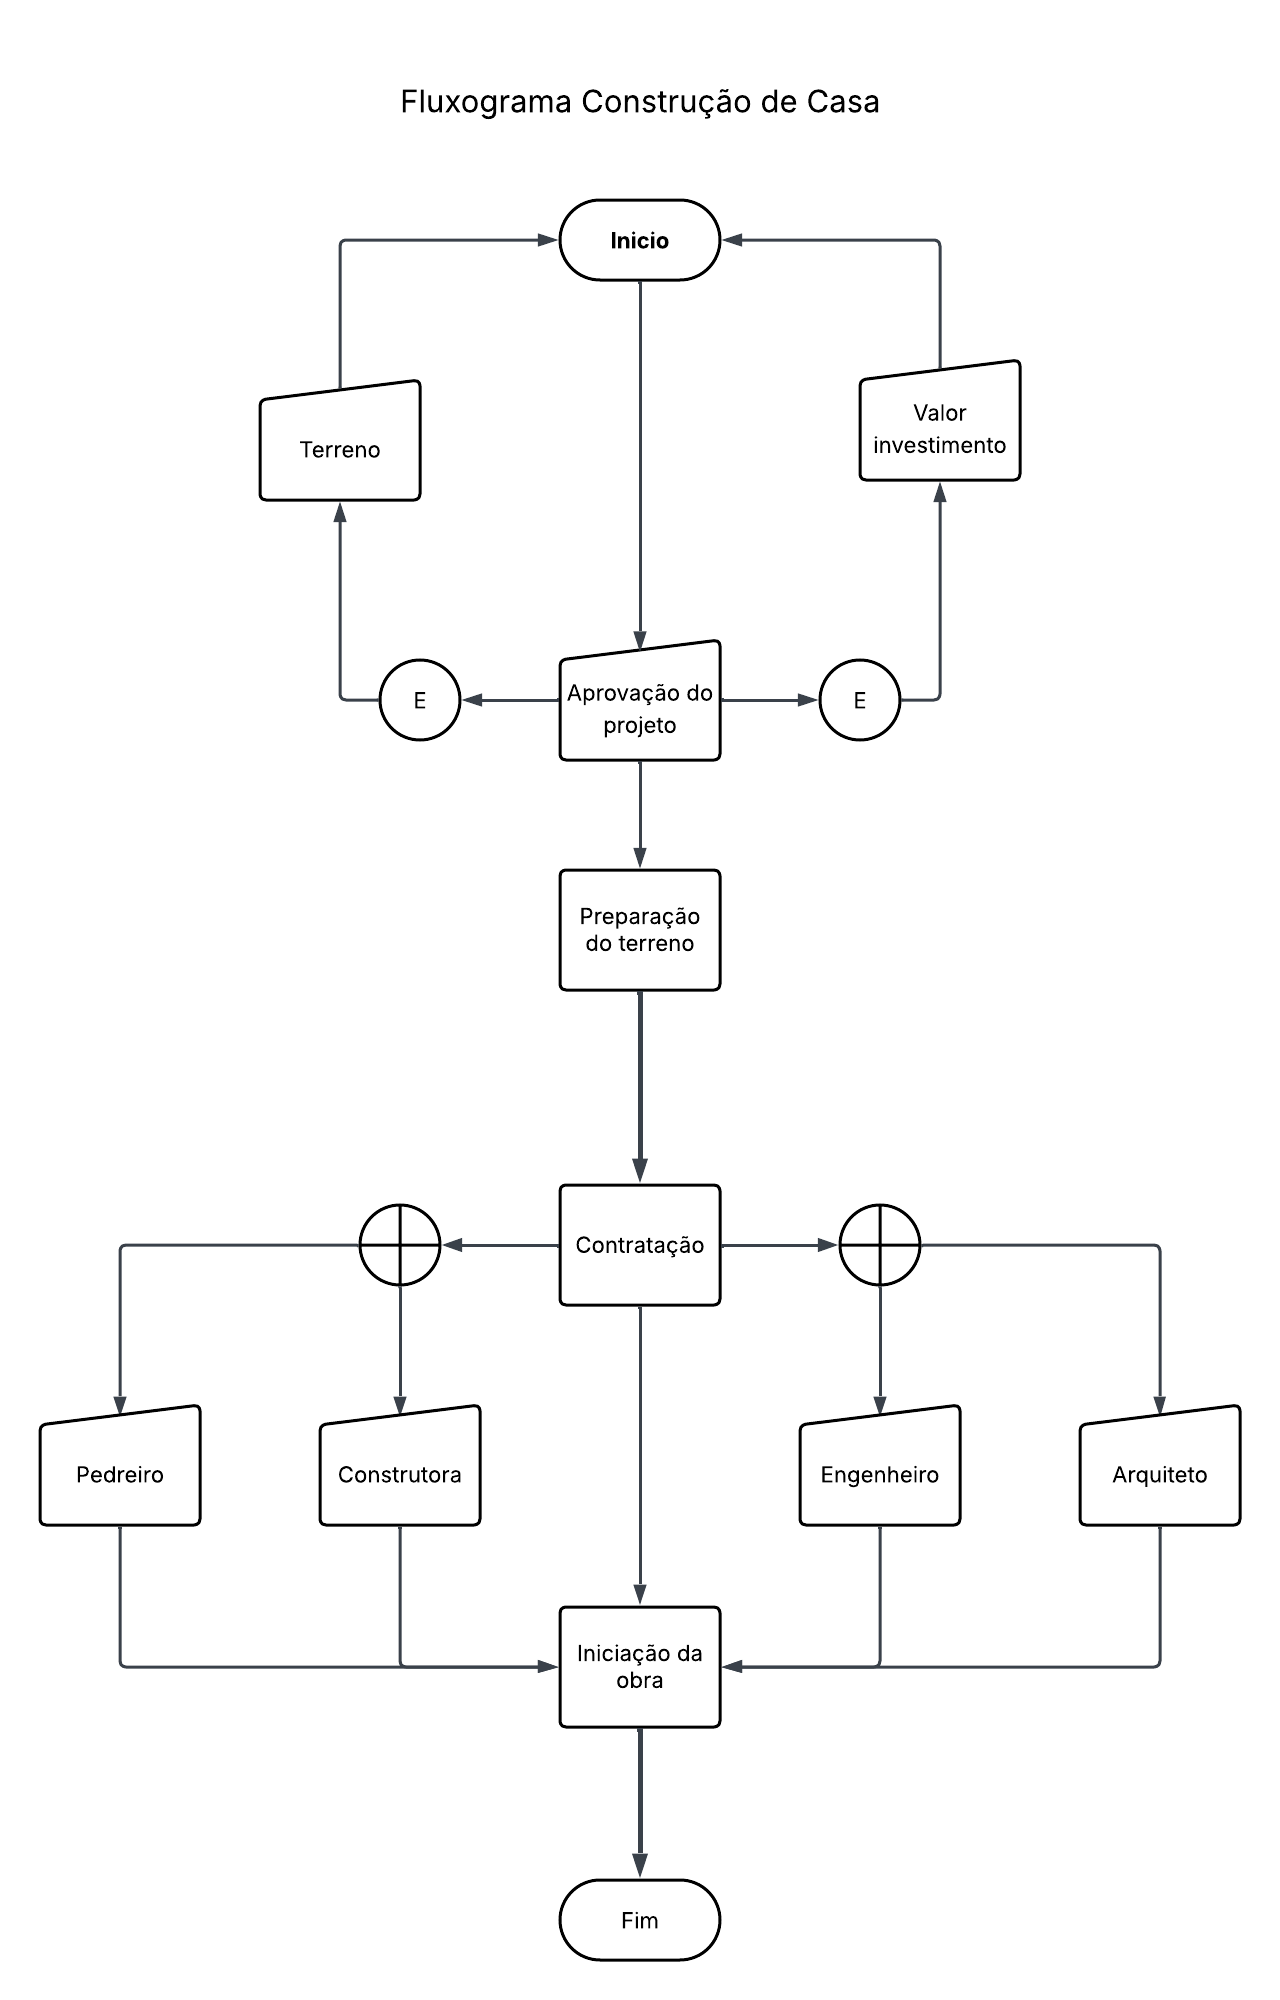 Fluxograma Construção de Casa
Inicio
Terreno
Valor
investimento
E
Aprovação do
projeto
E
Preparação
do terreno
Contratação
Pedreiro
Construtora
Engenheiro
Arquiteto
Iniciação da
obra
Fim